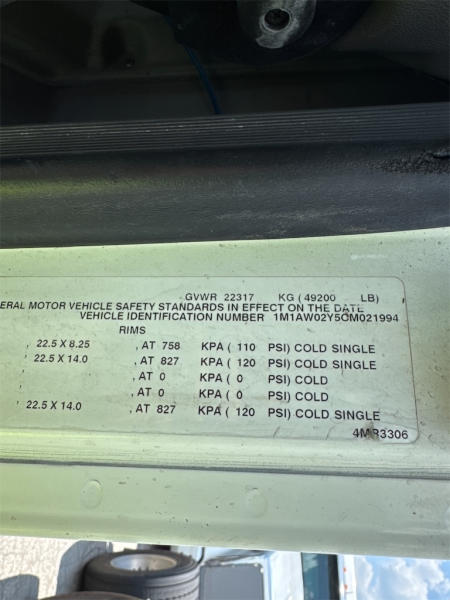 GVWR 22317 KG ( 49200 LB)
ERAL MOTOR VEHICLE SAFETY STANDARDS IN EFFECT ON THE DATE
VEHICLE IDENTIFICATION NUMBER 1M1AW02Y5CM021994
RIMS
, 22.5 X 8.25 , AT 758 KPA ( 110 PSI) COLD SINGLE
, 22.5 X 14.0 , AT 827 KPA ( 120 PSI) COLD SINGLE
, , AT 0 KPA ( 0 PSI) COLD
, , AT 0 KPA ( 0 PSI) COLD
, 22.5 X 14.0 , AT 827 KPA ( 120 PSI) COLD SINGLE
4MR3306